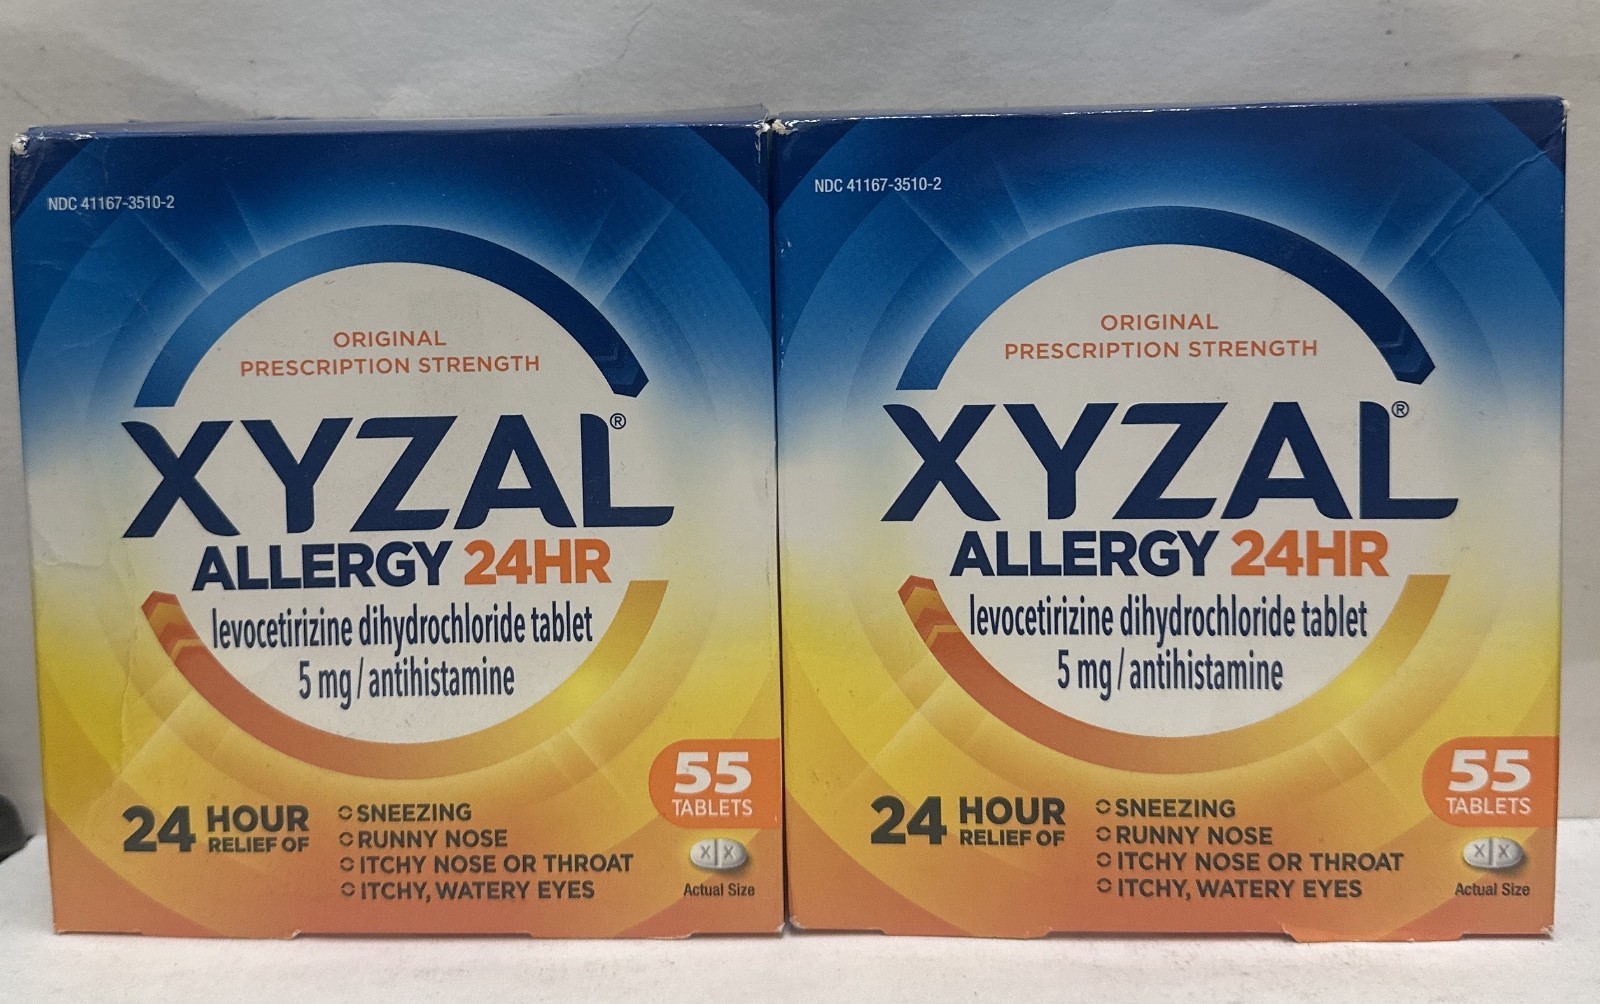 NDC 41167-3510-2
ORIGINAL
PRESCRIPTION STRENGTH
XYZAL®
ALLERGY 24HR
levocetirizine dihydrochloride tablet
5 mg / antihistamine
55
TABLETS
24 HOUR
RELIEF OF
SNEEZING
RUNNY NOSE
ITCHY NOSE OR THROAT
ITCHY, WATERY EYES
X X
Actual Size
NDC 41167-3510-2
ORIGINAL
PRESCRIPTION STRENGTH
XYZAL®
ALLERGY 24HR
levocetirizine dihydrochloride tablet
5 mg / antihistamine
55
TABLETS
24 HOUR
RELIEF OF
SNEEZING
RUNNY NOSE
ITCHY NOSE OR THROAT
ITCHY, WATERY EYES
X X
Actual Size